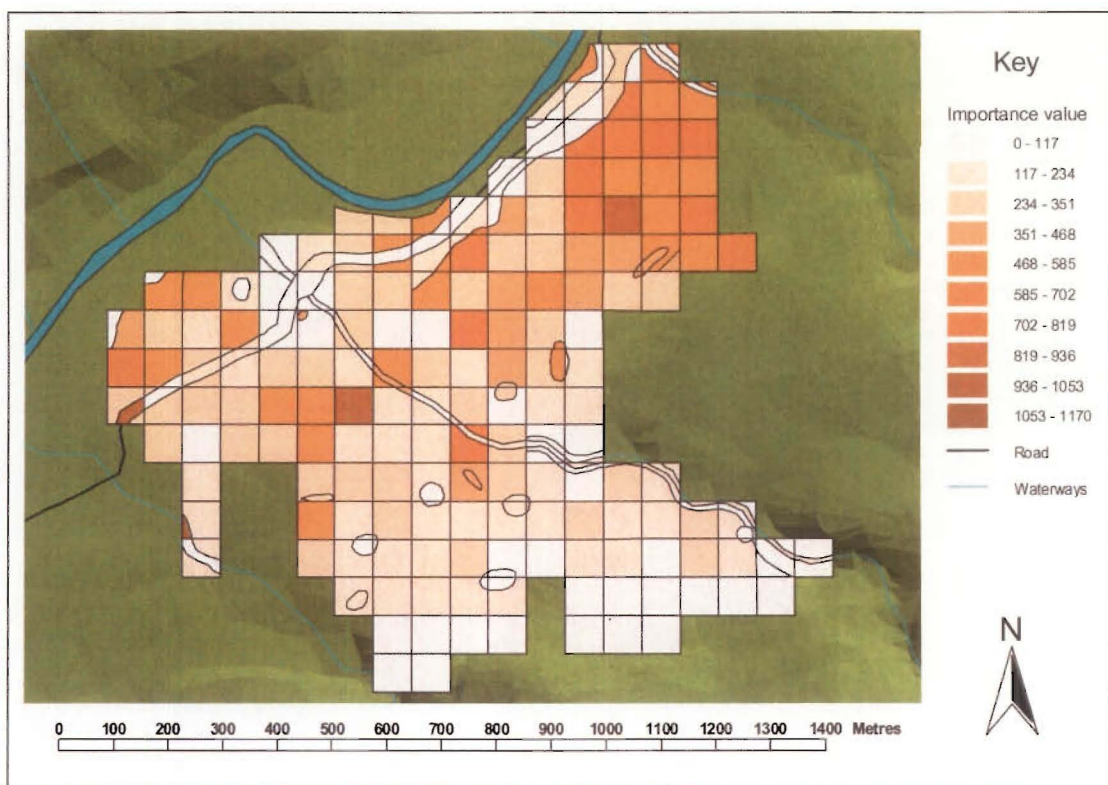 Key
Importance value
0 - 117
117 - 234
234 - 351
351 - 468
468 - 585
585 - 702
702 - 819
819 - 936
936 - 1053
1053 - 1170
Road
Waterways
N
0 100 200 300 400 500 600 700 800 900 1000 1100 1200 1300 1400 Metres